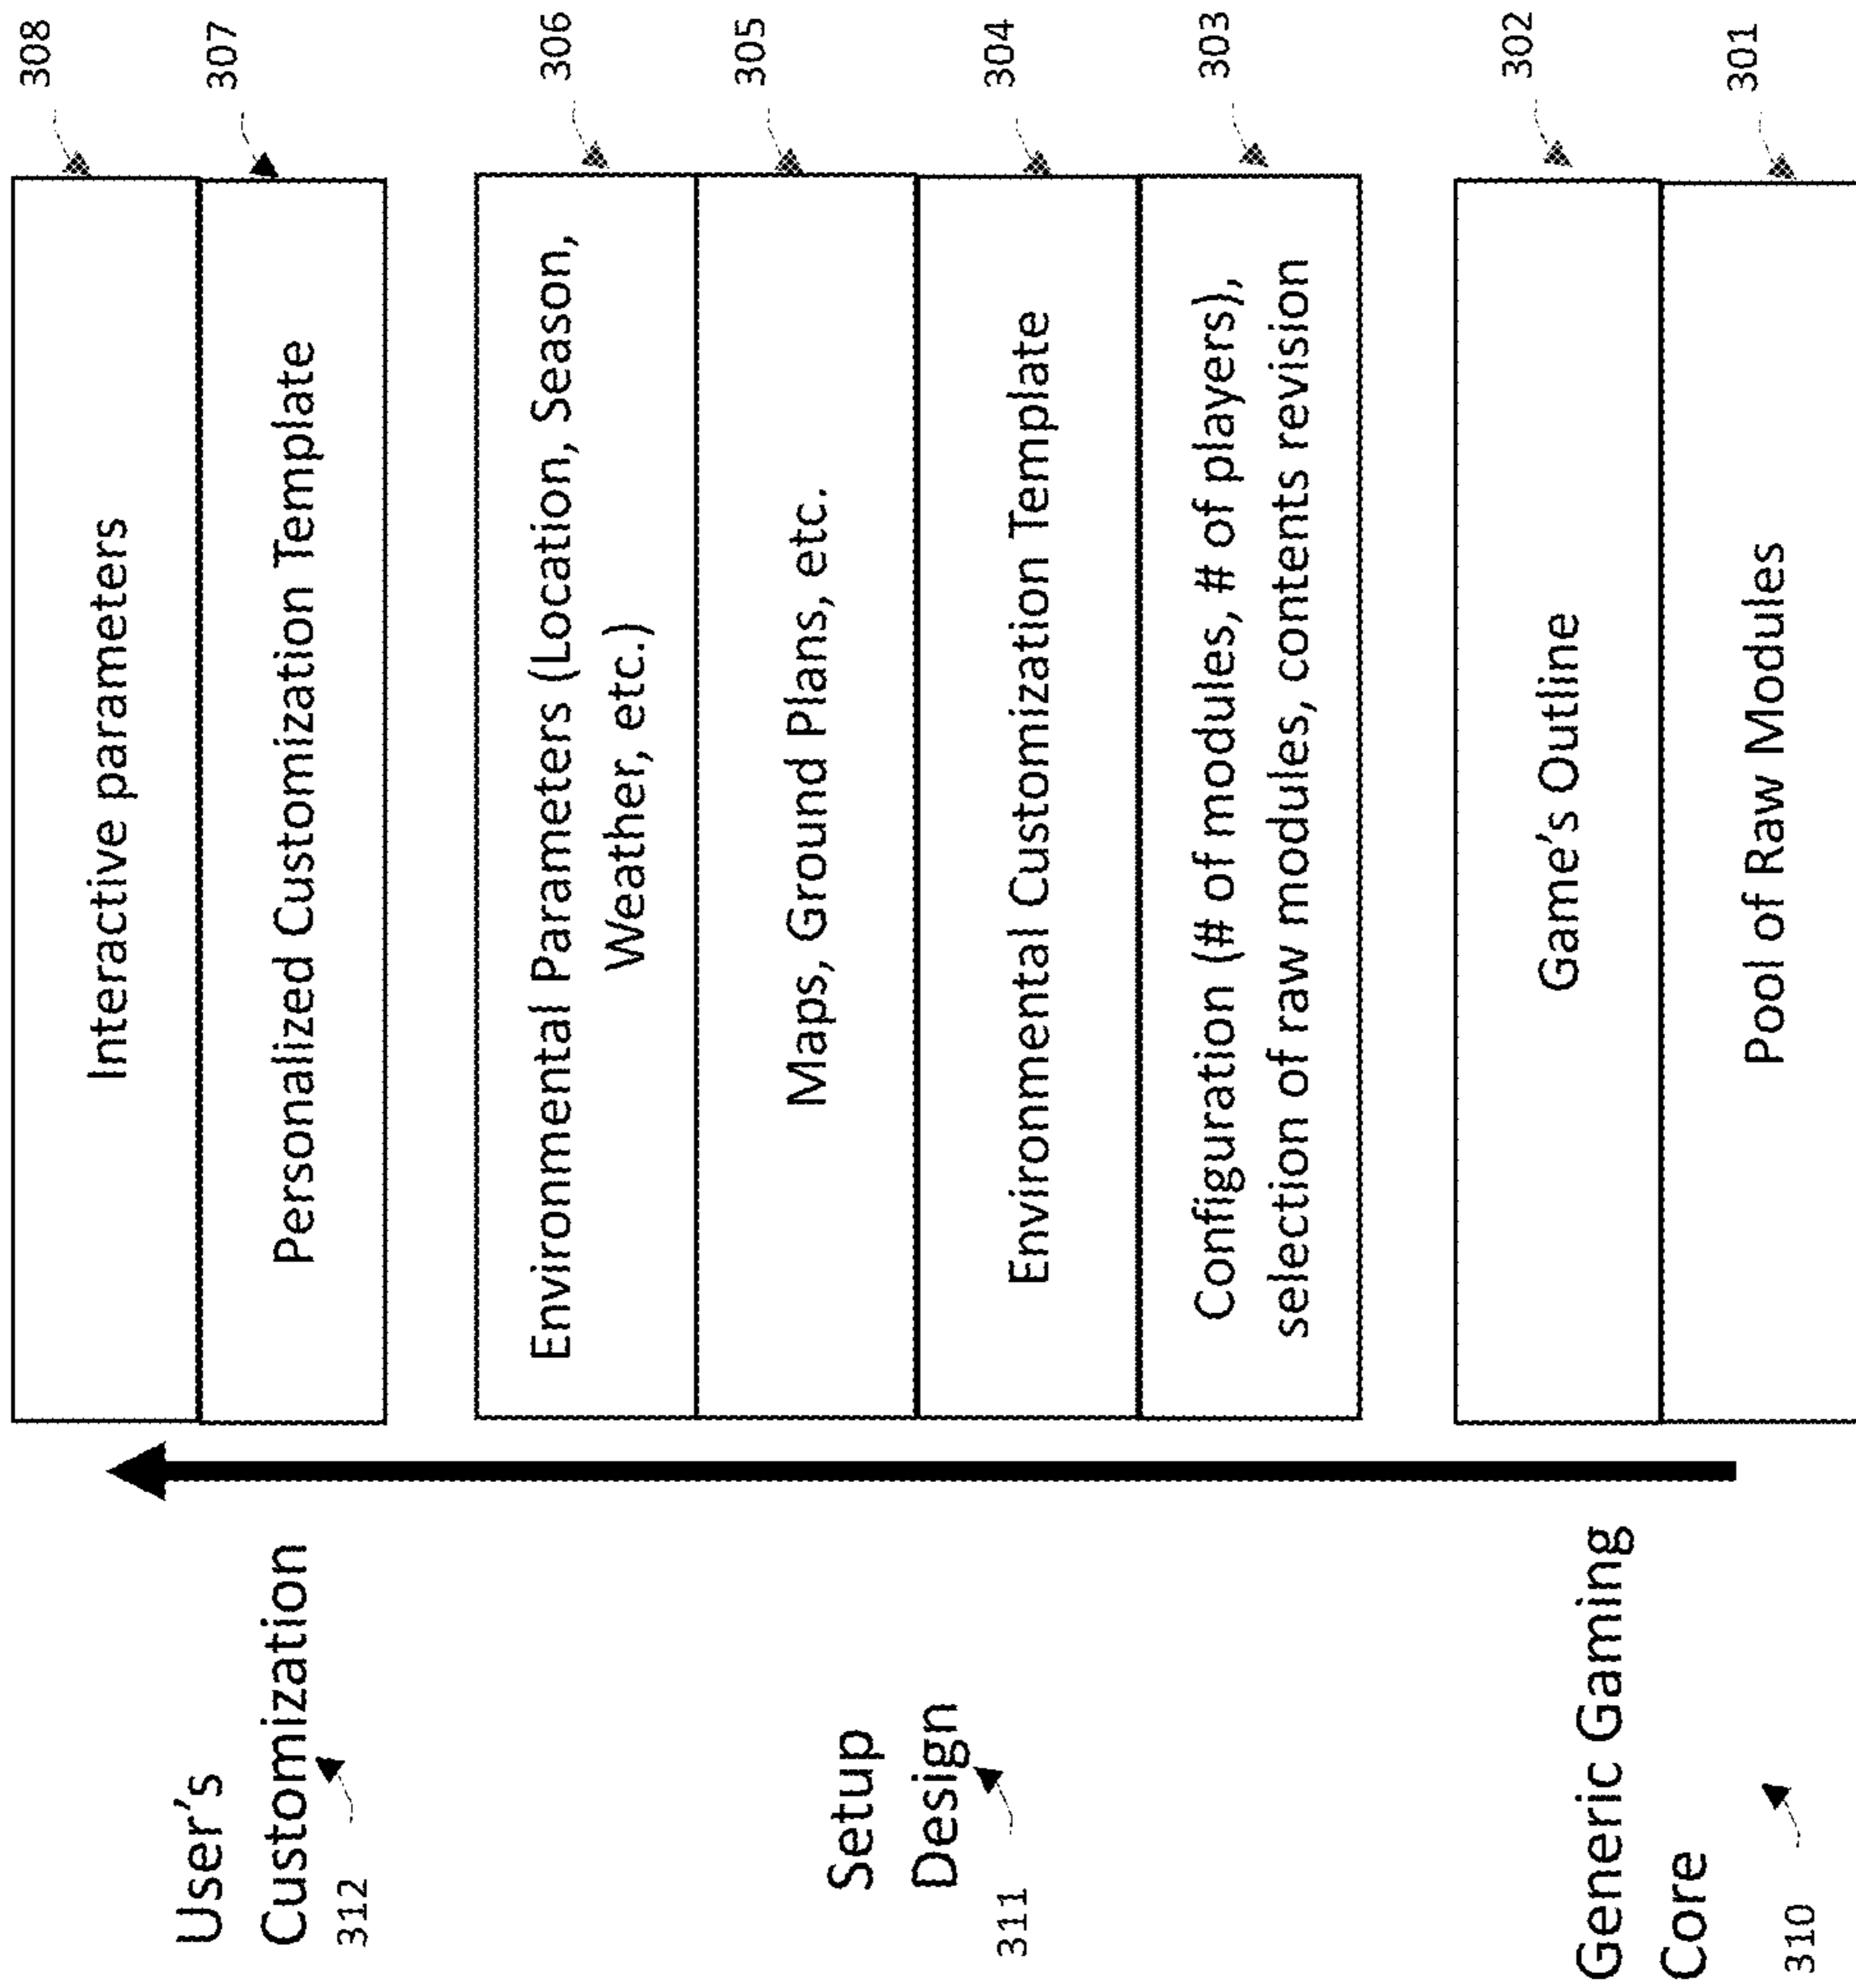 User's
Customization
312
Interactive parameters
308
Personalized Customization Template
307
Setup
Design
311
Environmental Parameters (Location, Season,
Weather, etc.)
306
Maps, Ground Plans, etc.
305
Environmental Customization Template
304
Configuration (# of modules, # of players),
selection of raw modules, contents revision
303
Generic Gaming
Core
310
Game's Outline
302
Pool of Raw Modules
301